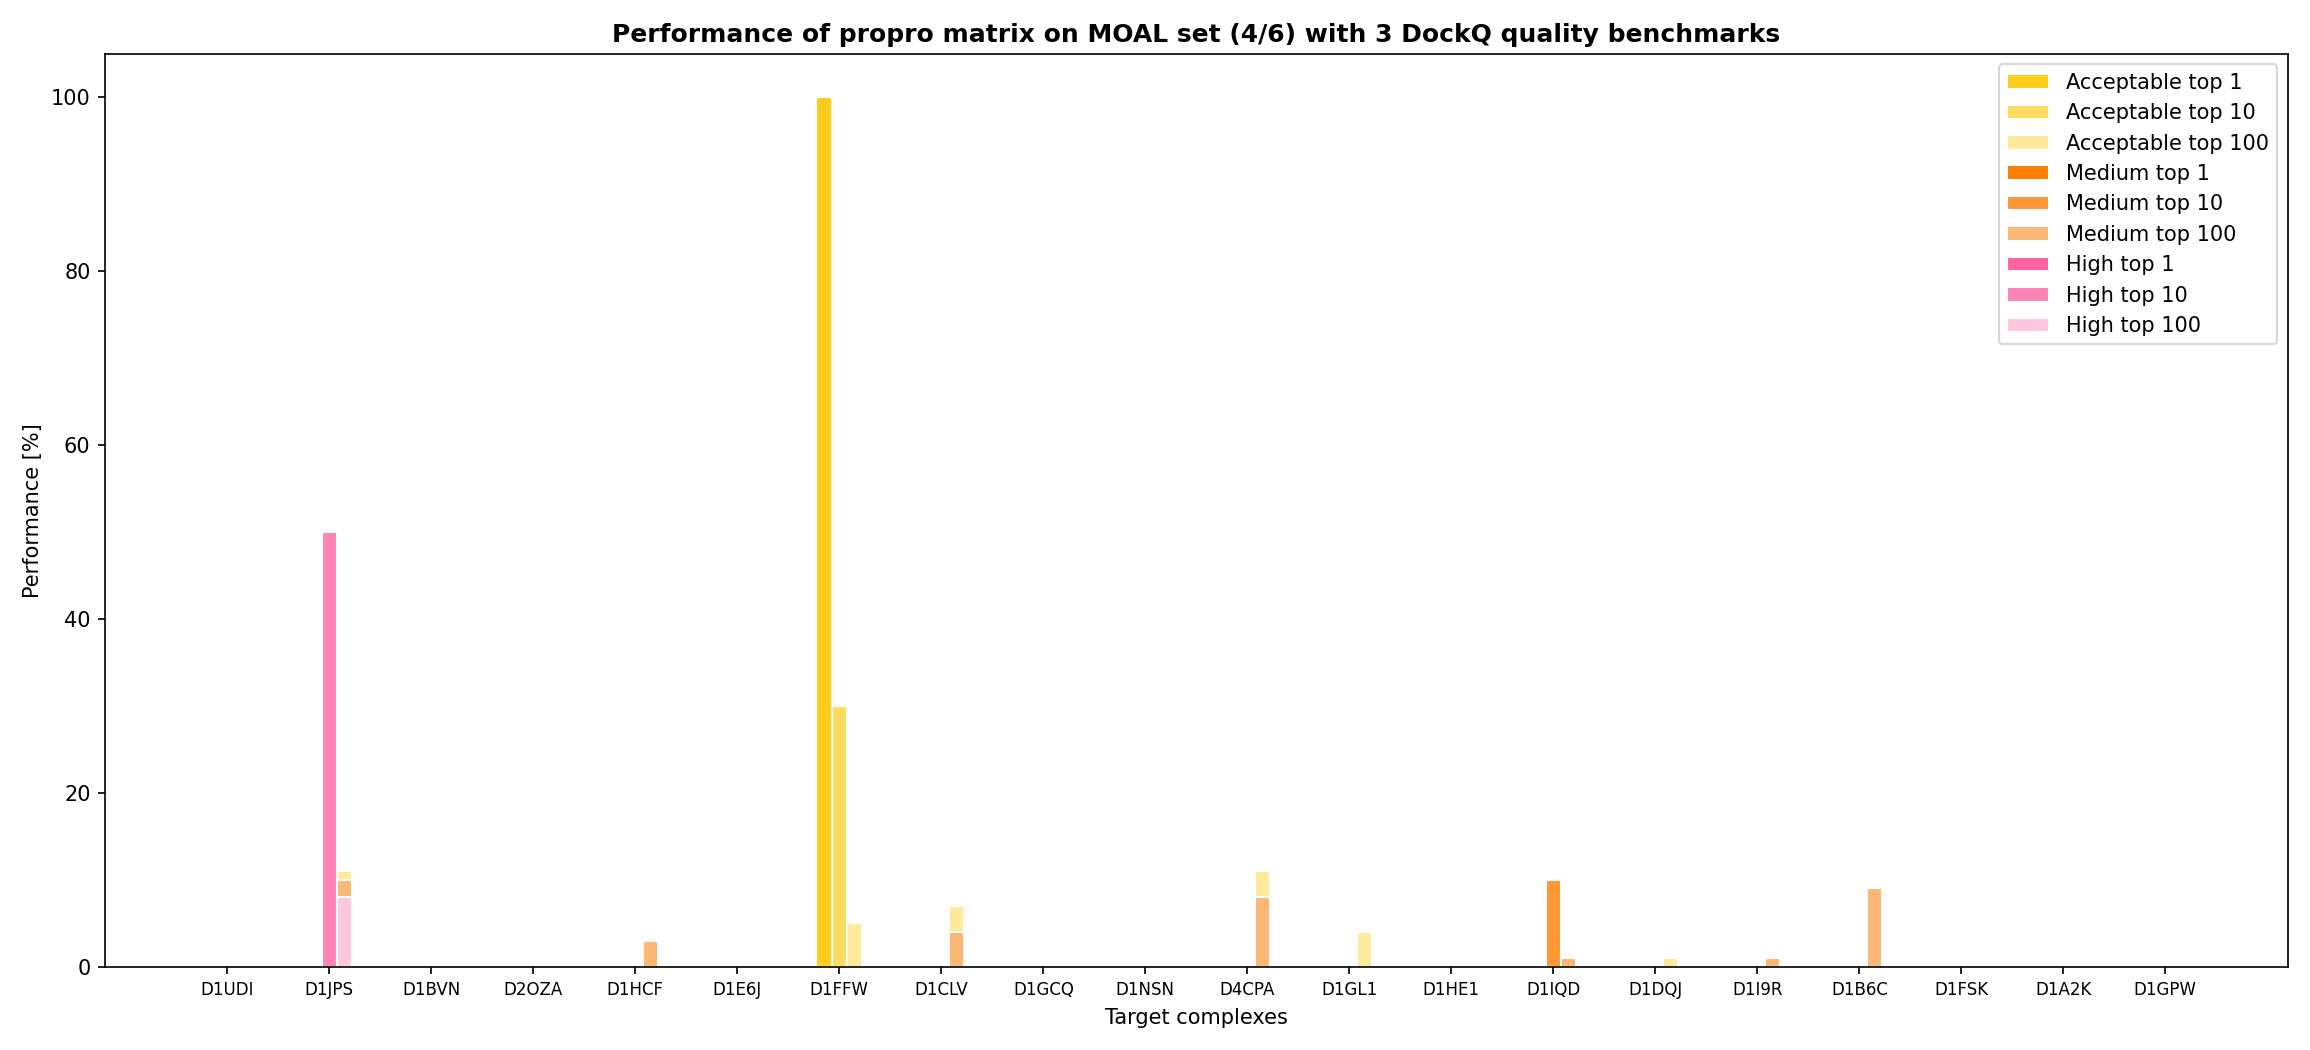 Performance of propro matrix on MOAL set (4/6) with 3 DockQ quality benchmarks
Performance [%]
100
80
60
40
20
0
Acceptable top 1
Acceptable top 10
Acceptable top 100
Medium top 1
Medium top 10
Medium top 100
High top 1
High top 10
High top 100
D1UDI D1JPS D1BVN D2OZA D1HCF D1E6J D1FFW D1CLV D1GCQ D1NSN D4CPA D1GL1 D1HE1 D1IQD D1DQJ D1I9R D1B6C D1FSK D1A2K D1GPW
Target complexes